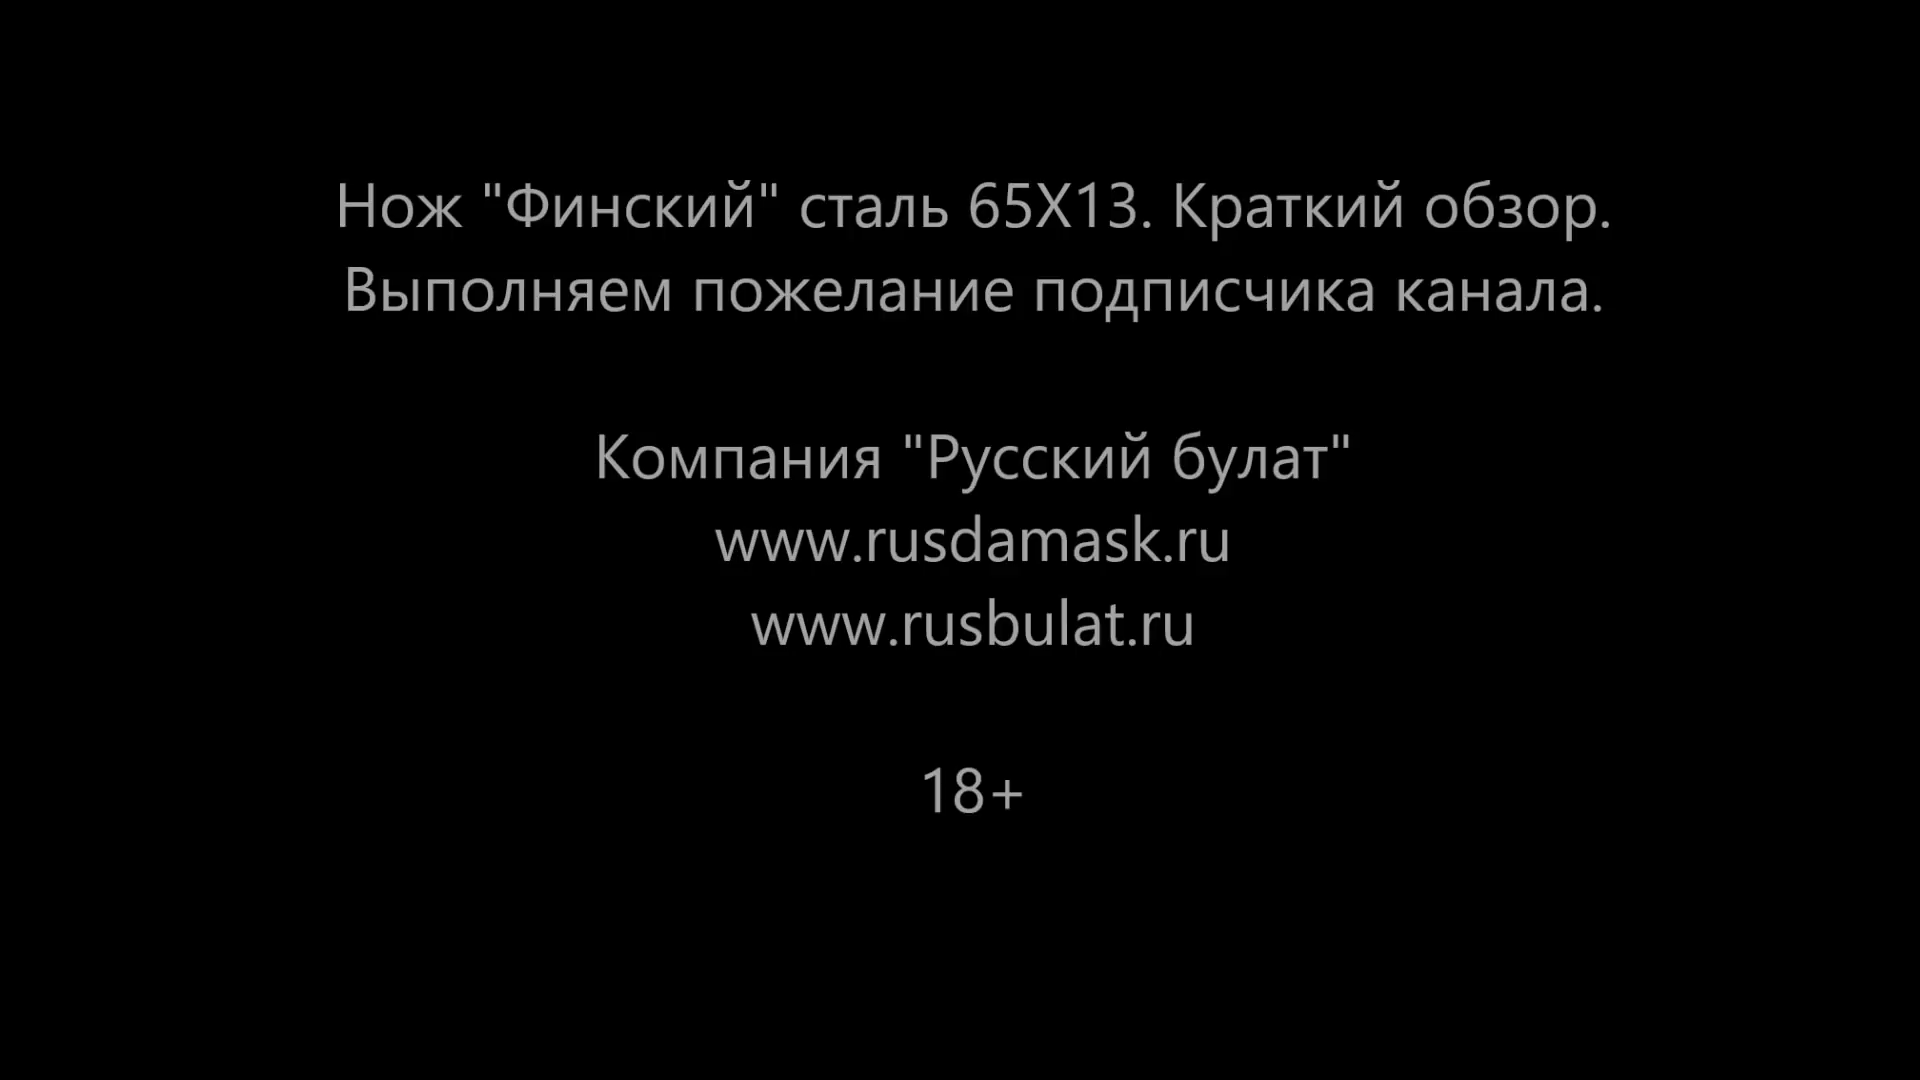 Нож "Финский" сталь 65Х13. Краткий обзор.
Выполняем пожелание подписчика канала.
Компания "Русский булат"
www.rusdamask.ru
www.rusbulat.ru
18+